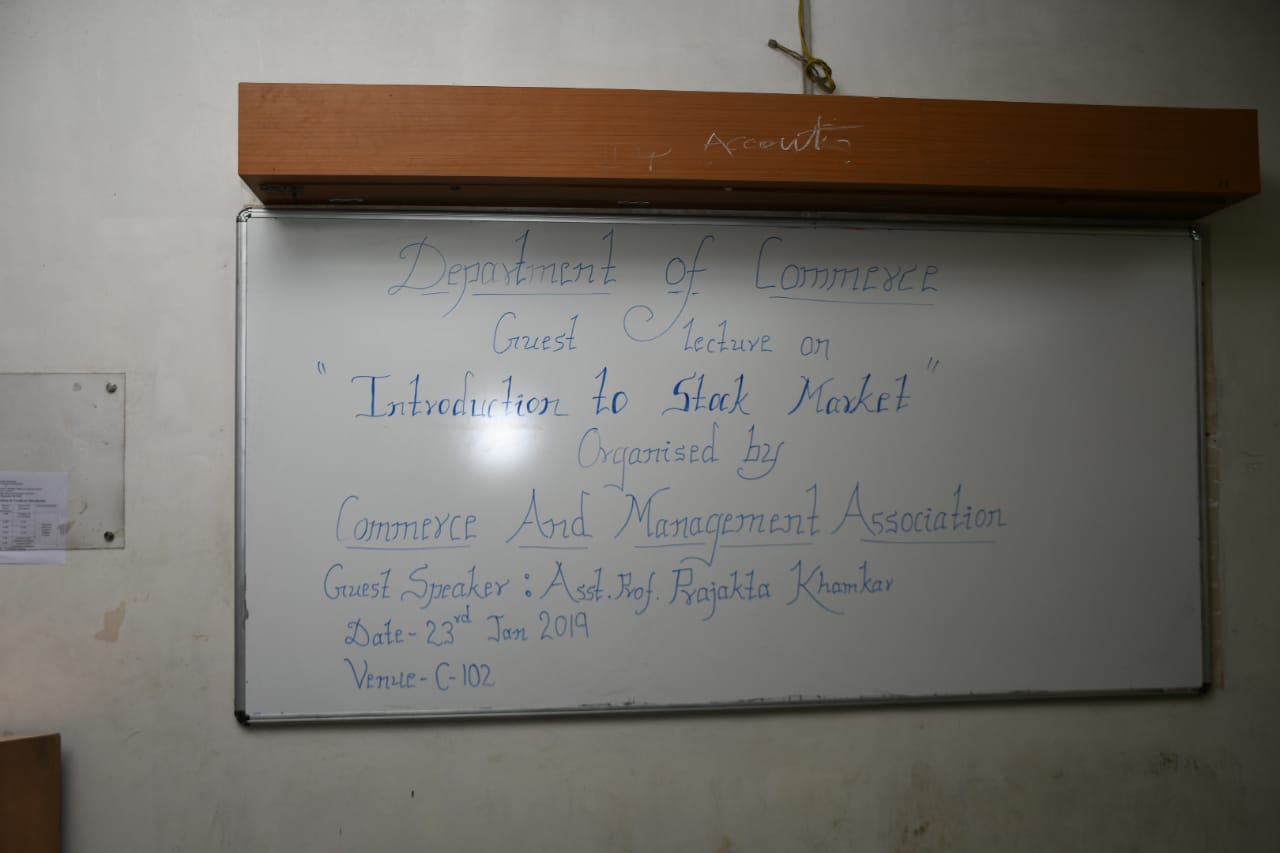 Accounts
Department of Commerce
Guest lecture on
" Introduction to Stock Market "
Organised by
Commerce And Management Association
Guest Speaker : Asst. Prof. Prajakta Khamkar
Date - 23rd Jan 2019
Venue - C-102